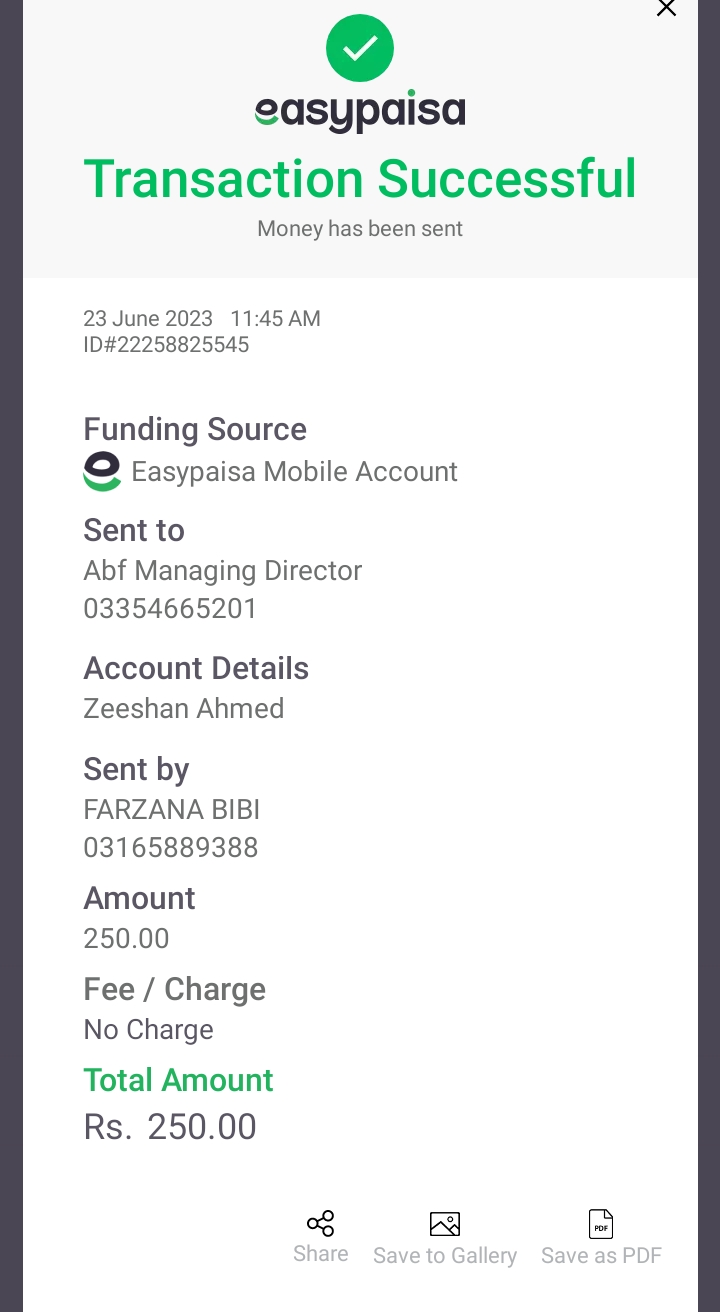 easypaisa
Transaction Successful
Money has been sent
23 June 2023 11:45 AM
ID#22258825545
Funding Source
Easypaisa Mobile Account
Sent to
Abf Managing Director
03354665201
Account Details
Zeeshan Ahmed
Sent by
FARZANA BIBI
03165889388
Amount
250.00
Fee / Charge
No Charge
Total Amount
Rs. 250.00
PDF
Share Save to Gallery Save as PDF